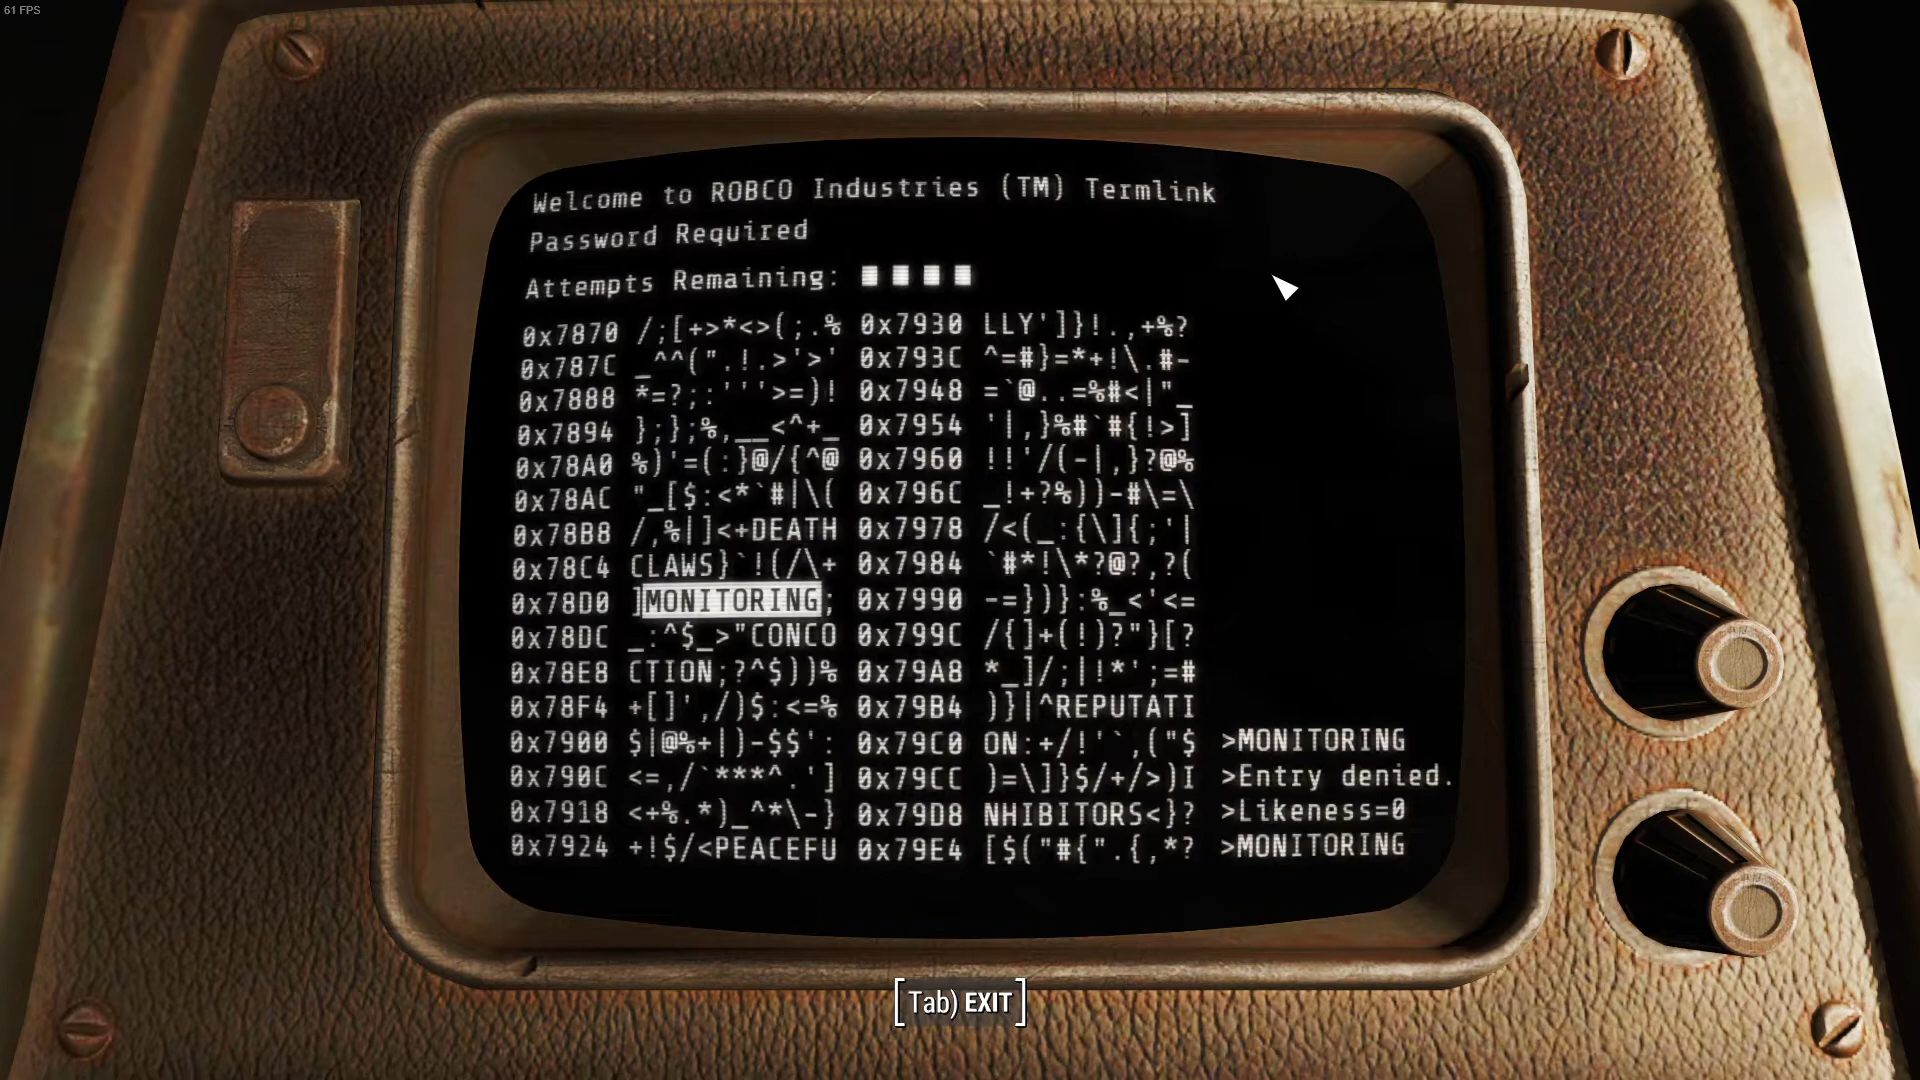 61 FPS
Welcome to ROBCO Industries (TM) Termlink
Password Required
Attempts Remaining: ■ ■ ■ ■
0x7870 /;[+>*<>(;.% 0x7930 LLY']}!.,+%?
0x787C _^^(".!.>'>' 0x793C ^=#}=*+!\.#-
0x7888 *=?;:'''>=)! 0x7948 =`@..=%#<|"_
0x7894 };};%,__<^+_ 0x7954 '|,}%#`#{!>]
0x78A0 %)'=(:}@/{^@ 0x7960 !!'/(-|,}?@%
0x78AC "_[$:<*`#|\( 0x796C _!+?%))-#\=\
0x78B8 /,%|]<+DEATH 0x7978 /<(_:{\]{;'|
0x78C4 CLAWS}`!(/\+ 0x7984 `#*!\*?@?,?(
0x78D0 ]MONITORING; 0x7990 -=})}:%_<'<=
0x78DC _:^$_>"CONCO 0x799C /{]+(!)?"}[?
0x78E8 CTION;?^$))% 0x79A8 *_]/;|!*';=#
0x78F4 +[]',/)$:<=% 0x79B4 )}|^REPUTATI
0x7900 $|@%+|)-$$': 0x79C0 ON:+/!'`,("$ >MONITORING
0x790C <=,/`***^.'] 0x79CC )=\]}$/+/>)I >Entry denied.
0x7918 <+%.*)_^*\-} 0x79D8 NHIBITORS<}? >Likeness=0
0x7924 +!$/<PEACEFU 0x79E4 [$("#{".{,*? >MONITORING
[Tab) EXIT]